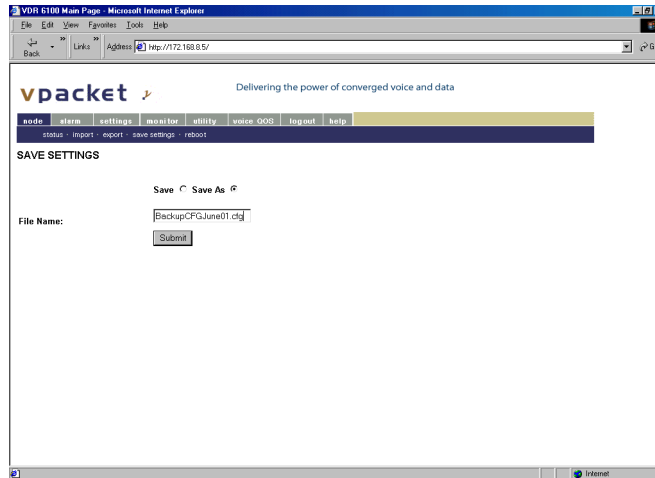 VDR 6100 Main Page - Microsoft Internet Explorer
File Edit View Favorites Tools Help
Back » Links » Address http://172.168.8.5/ G
vpacket
Delivering the power of converged voice and data
node alarm settings monitor utility voice QOS logout help
status · import · export · save settings · reboot
SAVE SETTINGS
Save Save As
File Name: BackupCFGJune01.cfg
Submit
Internet